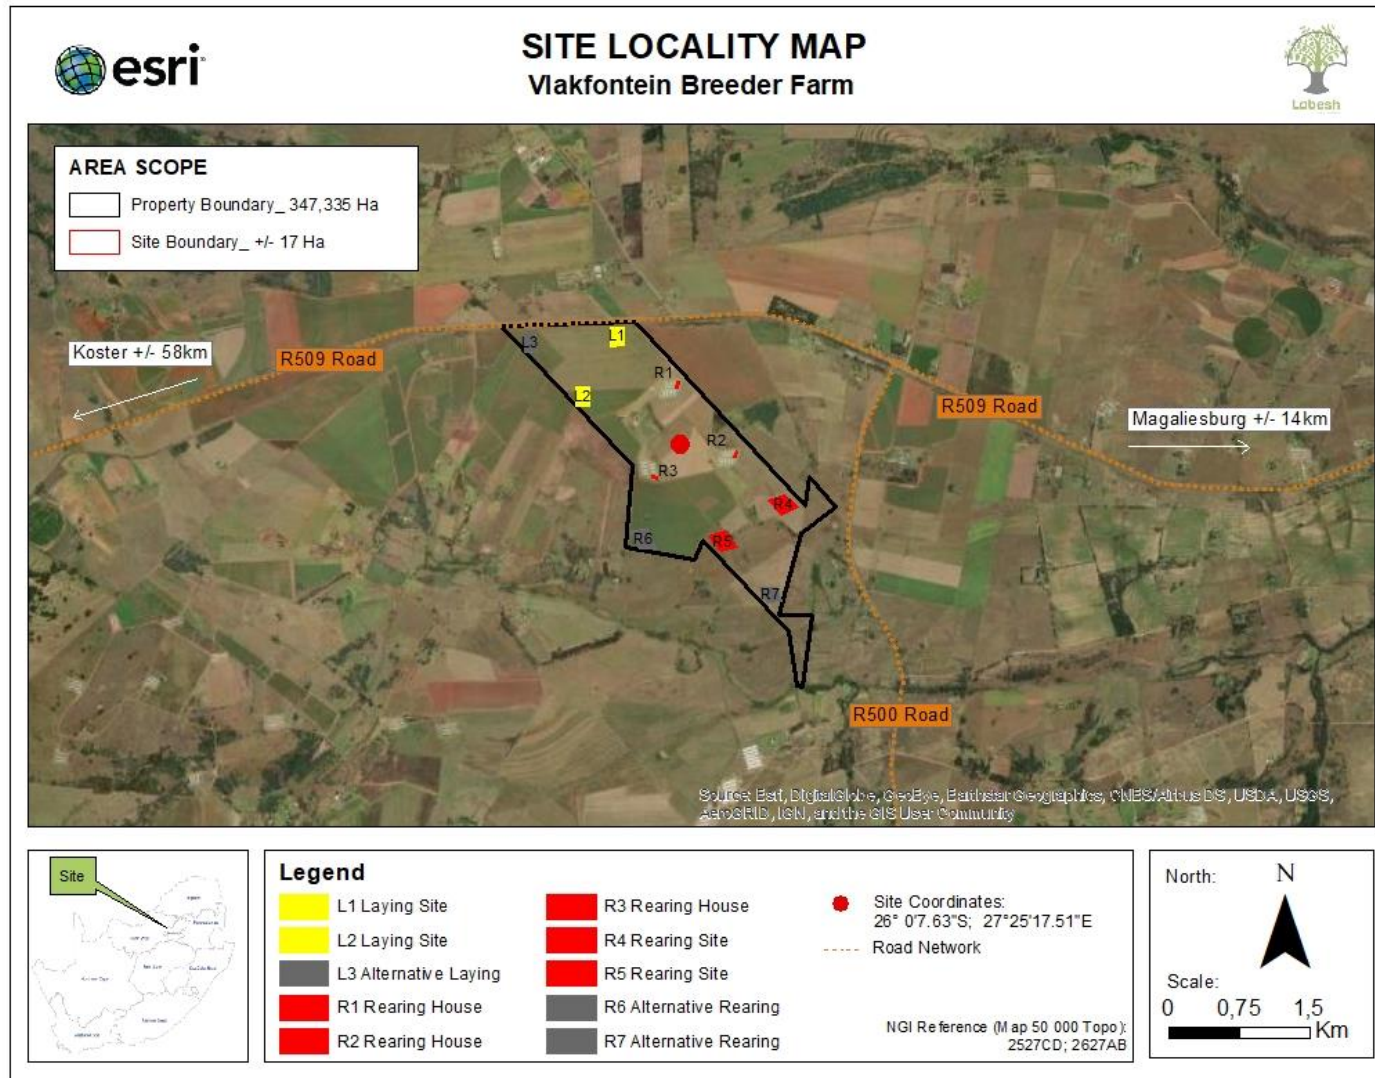 esri
SITE LOCALITY MAP
Vlakfontein Breeder Farm
Labesh
AREA SCOPE
Property Boundary_ 347,335 Ha
Site Boundary_ +/- 17 Ha
Koster +/- 58km
R509 Road
L3
L1
L2
R1
R2
R3
R4
R5
R6
R7
R509 Road
Magaliesburg +/- 14km
R500 Road
Source: Esri, DigitalGlobe, GeoEye, Earthstar Geographics, CNES/Airbus DS, USDA, USGS,
AeroGRID, IGN, and the GIS User Community
Site
Legend
L1 Laying Site
L2 Laying Site
L3 Alternative Laying
R1 Rearing House
R2 Rearing House
R3 Rearing House
R4 Rearing Site
R5 Rearing Site
R6 Alternative Rearing
R7 Alternative Rearing
Site Coordinates:
26° 0'7.63"S; 27°25'17.51"E
Road Network
NGI Reference (Map 50 000 Topo):
2527CD; 2627AB
North:
N
Scale:
0 0,75 1,5
Km